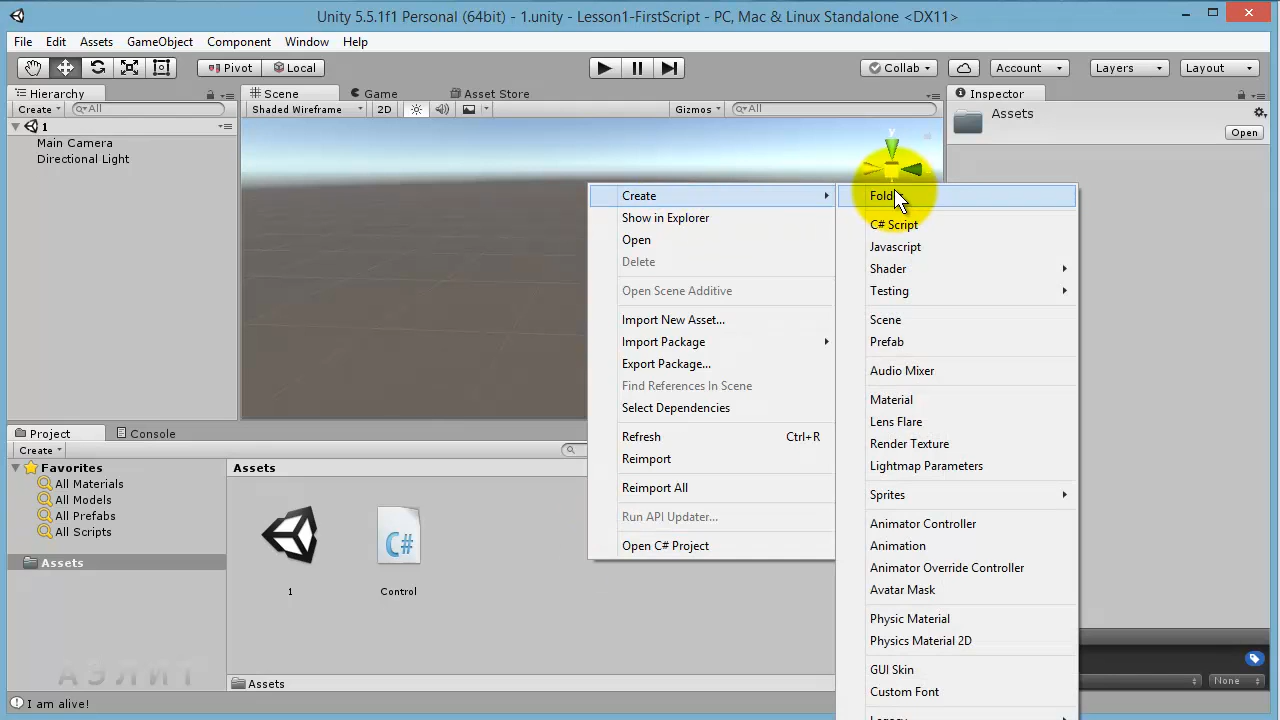 Unity 5.5.1f1 Personal (64bit) - 1.unity - Lesson1-FirstScript - PC, Mac & Linux Standalone <DX11>
File Edit Assets GameObject Component Window Help
Pivot Local Collab Account Layers Layout
Hierarchy
Create All
1
Main Camera
Directional Light
Scene Game Asset Store
Shaded Wireframe 2D Gizmos All
y
Inspector
Assets
Open
Create
Show in Explorer
Open
Delete
Open Scene Additive
Import New Asset...
Import Package
Export Package...
Find References In Scene
Select Dependencies
Refresh Ctrl+R
Reimport
Reimport All
Run API Updater...
Open C# Project
C# Script
Javascript
Shader
Testing
Scene
Prefab
Audio Mixer
Material
Lens Flare
Render Texture
Lightmap Parameters
Sprites
Animator Controller
Animation
Animator Override Controller
Avatar Mask
Physic Material
Physics Material 2D
GUI Skin
Custom Font
Project Console
Create
Favorites
All Materials
All Models
All Prefabs
All Scripts
Assets
Assets
C#
1
Control
Assets
None
АЭЛИТ
I am alive!